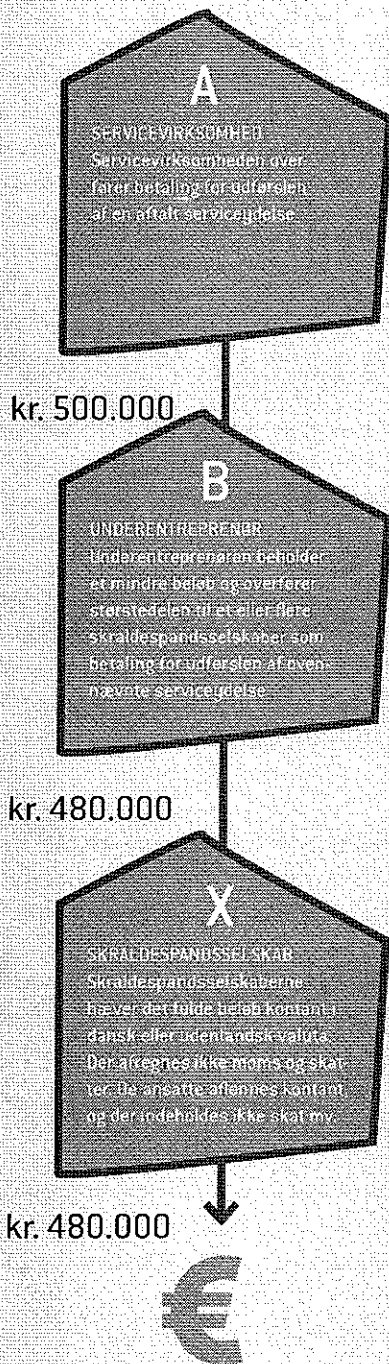 A
SERVICEVIRKSOMHED
Servicevirksomheden over-
fører betaling for udførslen
af en aftalt serviceydelse
kr. 500.000
B
UNDERENTREPRENØR
Underentreprenøren beholder
et mindre beløb og overfører
størstedelen til et eller flere
skraldespandsselskaber som
betaling for udførslen af oven-
nævnte serviceydelse
kr. 480.000
X
SKRALDESPANDSSELSKAB
Skraldespandsselskaberne
hæver det fulde beløb kontant i
dansk eller udenlandsk valuta.
Der afregnes ikke moms og skat-
ter. De ansatte aflønnes kontant,
og der indeholdes ikke skat mv.
kr. 480.000
€